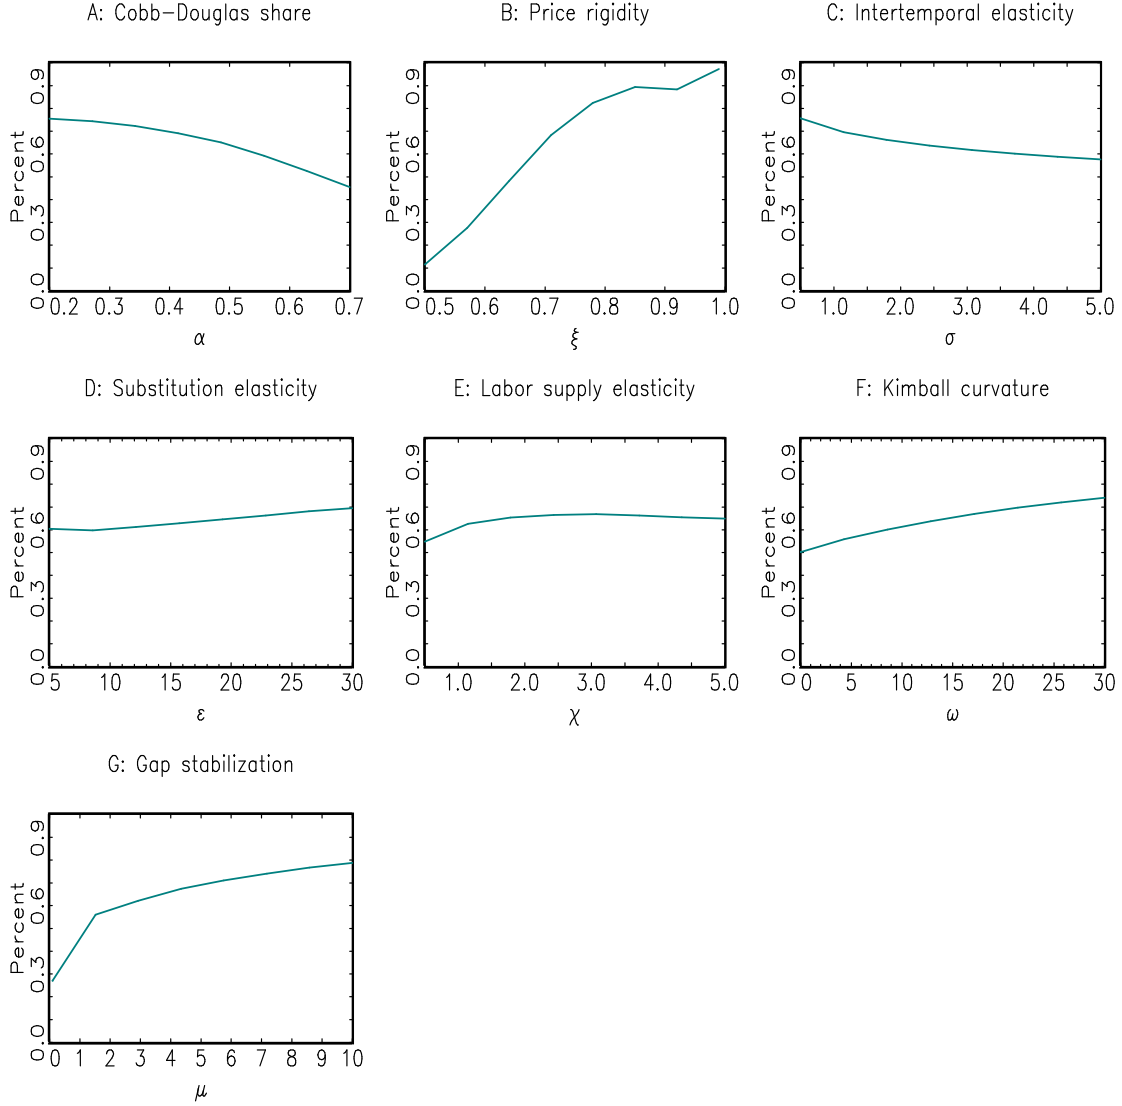 A: Cobb-Douglas share
B: Price rigidity
C: Intertemporal elasticity
Percent
0.0 0.3 0.6 0.9
0.2 0.3 0.4 0.5 0.6 0.7
α
Percent
0.0 0.3 0.6 0.9
0.5 0.6 0.7 0.8 0.9 1.0
ξ
Percent
0.0 0.3 0.6 0.9
1.0 2.0 3.0 4.0 5.0
σ
D: Substitution elasticity
E: Labor supply elasticity
F: Kimball curvature
Percent
0.0 0.3 0.6 0.9
5 10 15 20 25 30
ε
Percent
0.0 0.3 0.6 0.9
1.0 2.0 3.0 4.0 5.0
χ
Percent
0.0 0.3 0.6 0.9
0 5 10 15 20 25 30
ω
G: Gap stabilization
Percent
0.0 0.3 0.6 0.9
0 1 2 3 4 5 6 7 8 9 10
μ